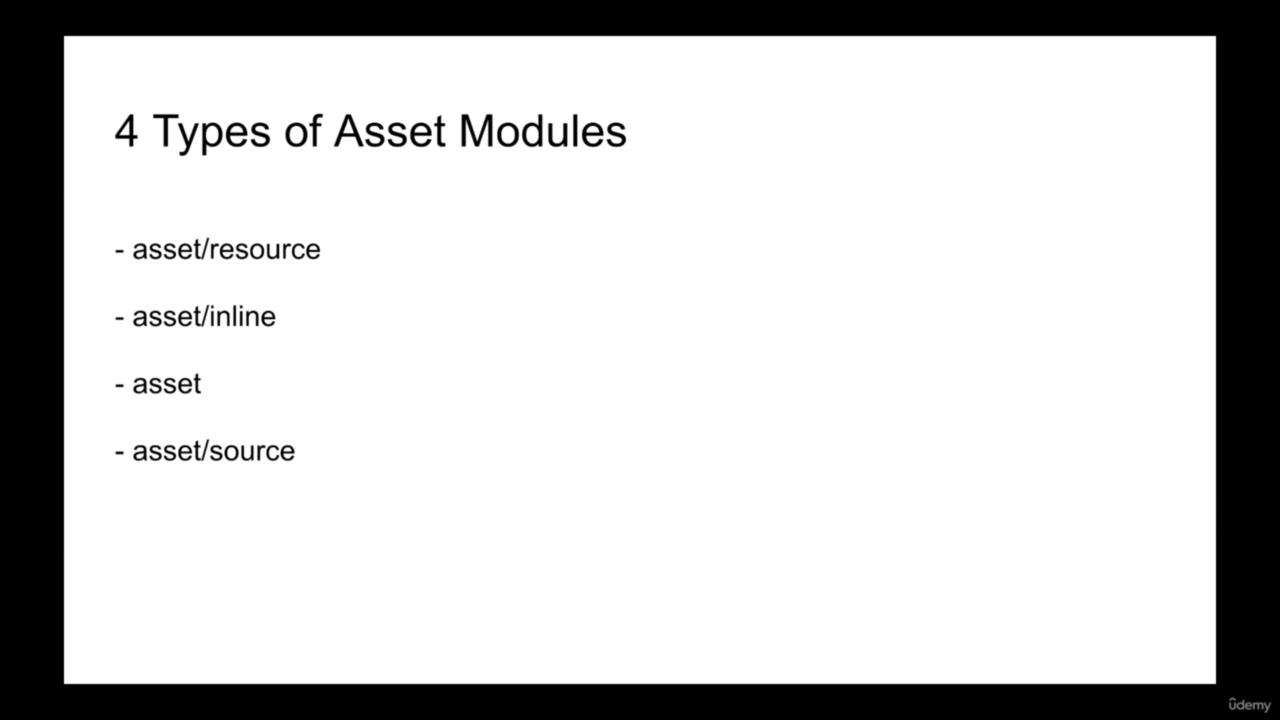 4 Types of Asset Modules
- asset/resource
- asset/inline
- asset
- asset/source
ûdemy